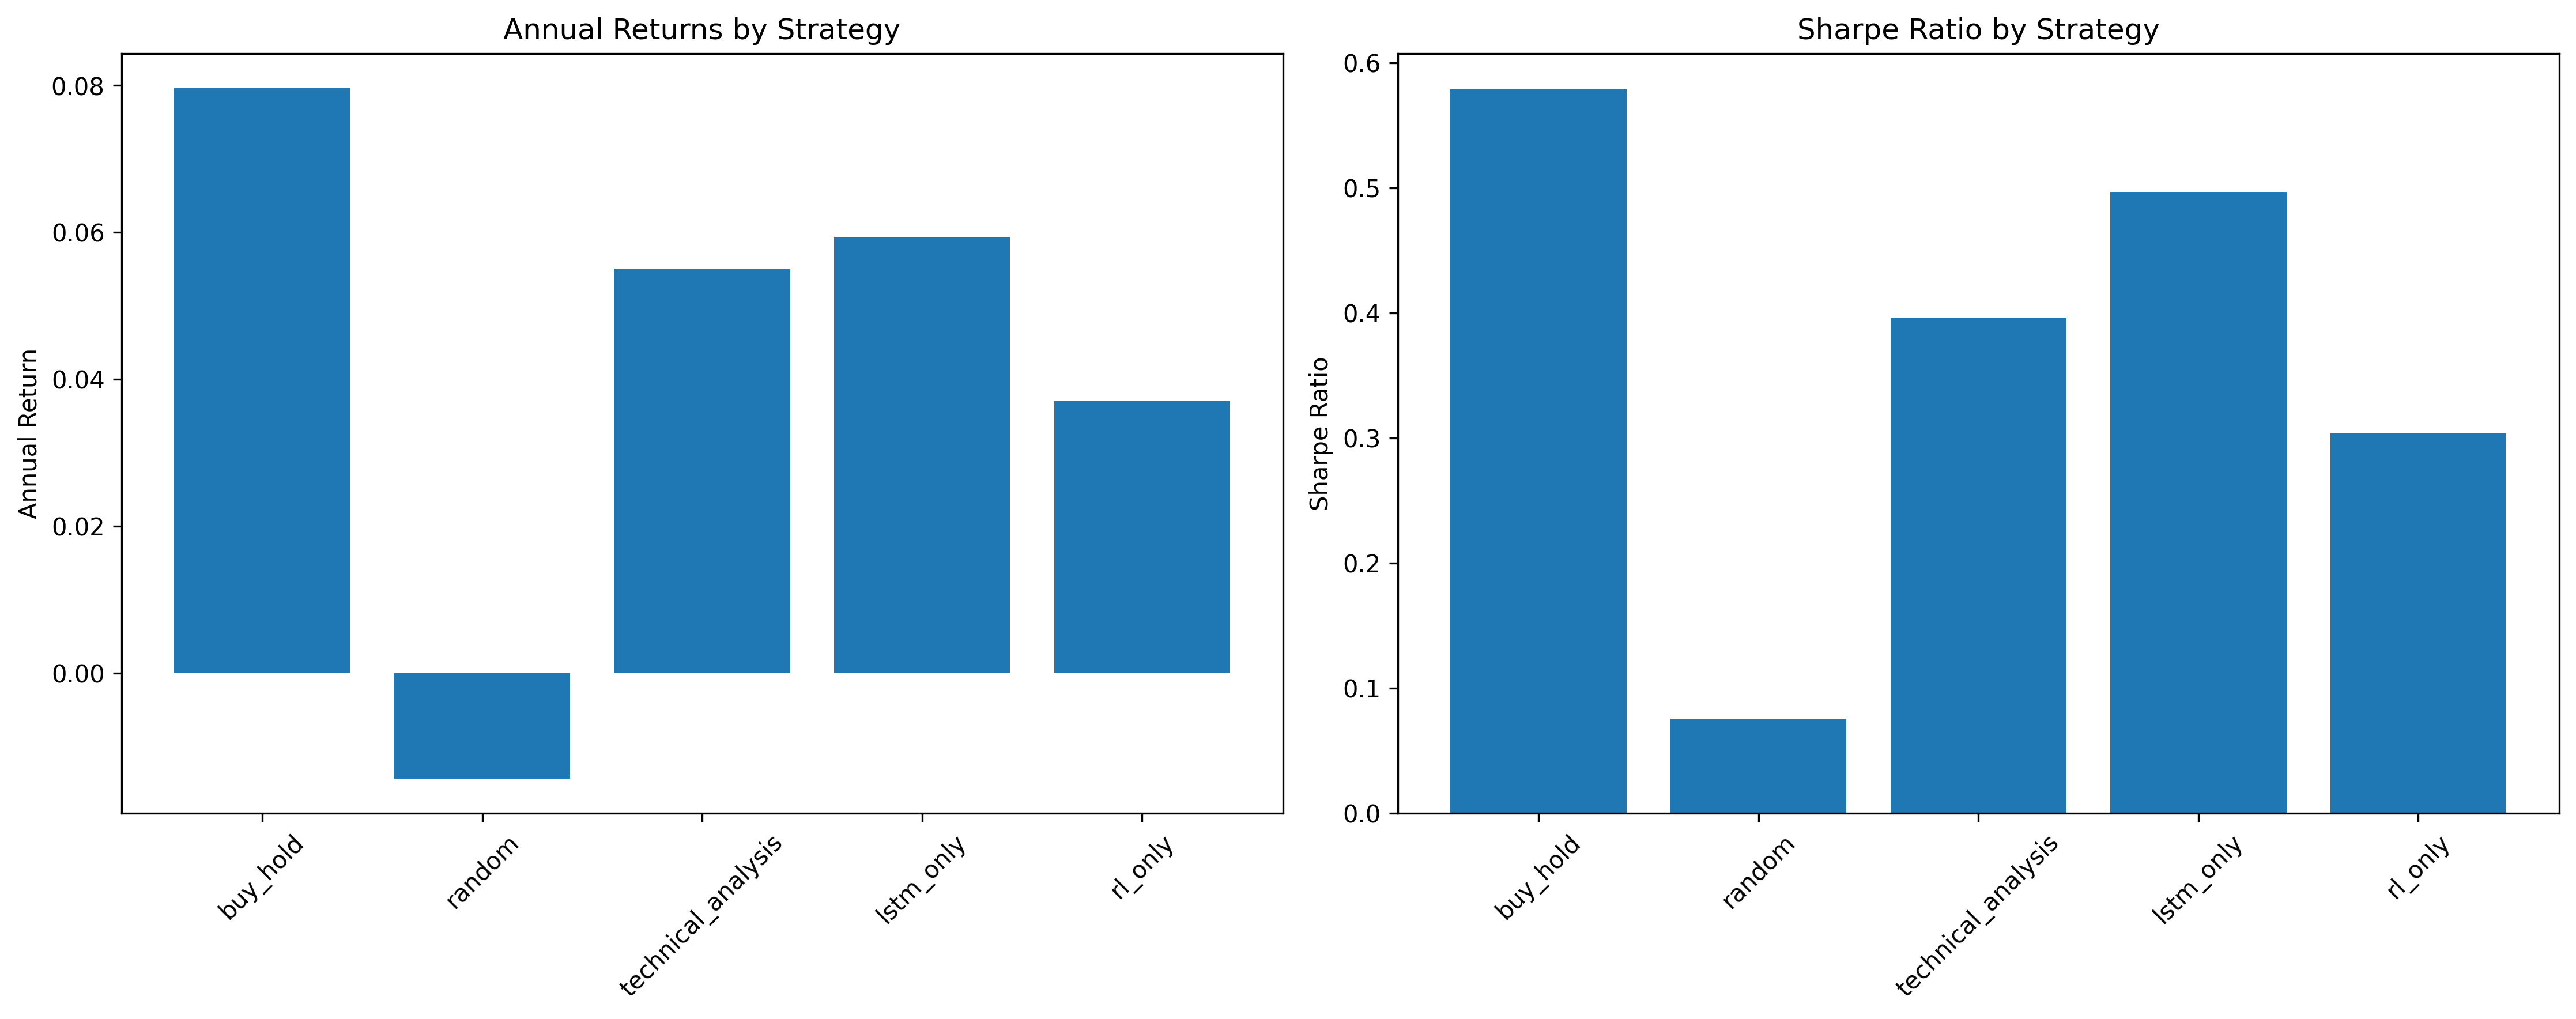 Annual Returns by Strategy
Annual Return
0.08
0.06
0.04
0.02
0.00
buy_hold
random
technical_analysis
lstm_only
rl_only
Sharpe Ratio by Strategy
Sharpe Ratio
0.6
0.5
0.4
0.3
0.2
0.1
0.0
buy_hold
random
technical_analysis
lstm_only
rl_only